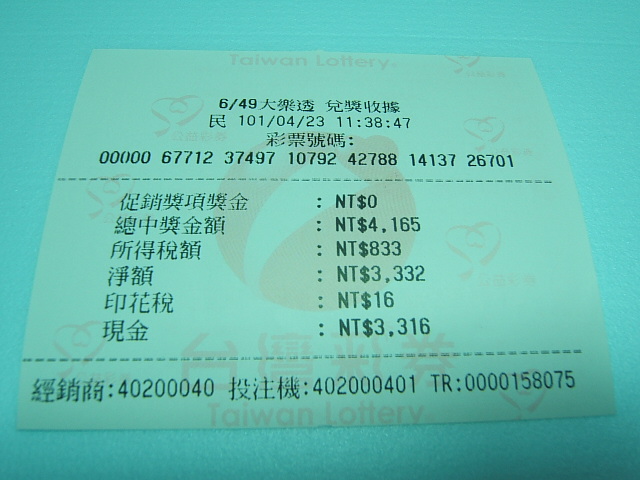 Taiwan Lottery
6/49大樂透 兌獎收據
民 101/04/23 11:38:47
彩票號碼:
00000 67712 37497 10792 42788 14137 26701
促銷獎項獎金 : NT$0
總中獎金額 : NT$4,165
所得稅額 : NT$833
淨額 : NT$3,332
印花稅 : NT$16
現金 : NT$3,316
台灣彩券
經銷商:40200040 投注機:402000401 TR:0000158075
Taiwan Lottery